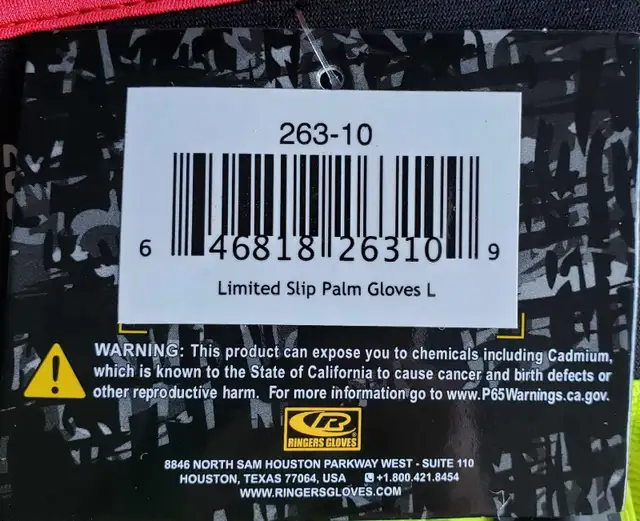 263-10
6 46818 26310 9
Limited Slip Palm Gloves L
WARNING: This product can expose you to chemicals including Cadmium,
which is known to the State of California to cause cancer and birth defects or
other reproductive harm. For more information go to www.P65Warnings.ca.gov.
R
RINGERS GLOVES
8846 NORTH SAM HOUSTON PARKWAY WEST - SUITE 110
HOUSTON, TEXAS 77064, USA +1.800.421.8454
WWW.RINGERSGLOVES.COM